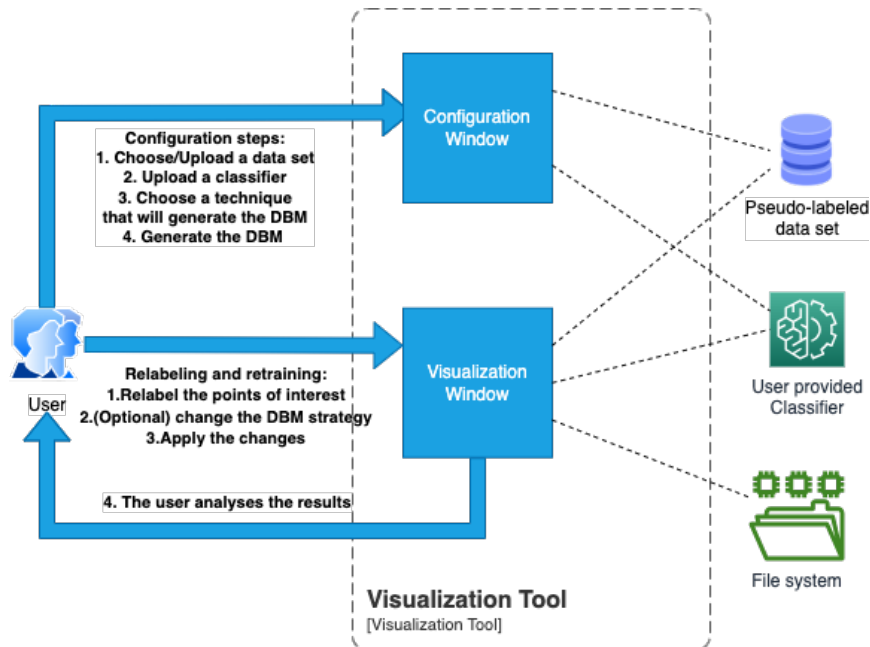 Configuration
Window
Configuration steps:
1. Choose/Upload a data set
2. Upload a classifier
3. Choose a technique
that will generate the DBM
4. Generate the DBM
Pseudo-labeled
data set
User provided
Classifier
Visualization
Window
User
Relabeling and retraining:
1.Relabel the points of interest
2.(Optional) change the DBM strategy
3.Apply the changes
4. The user analyses the results
File system
Visualization Tool
[Visualization Tool]